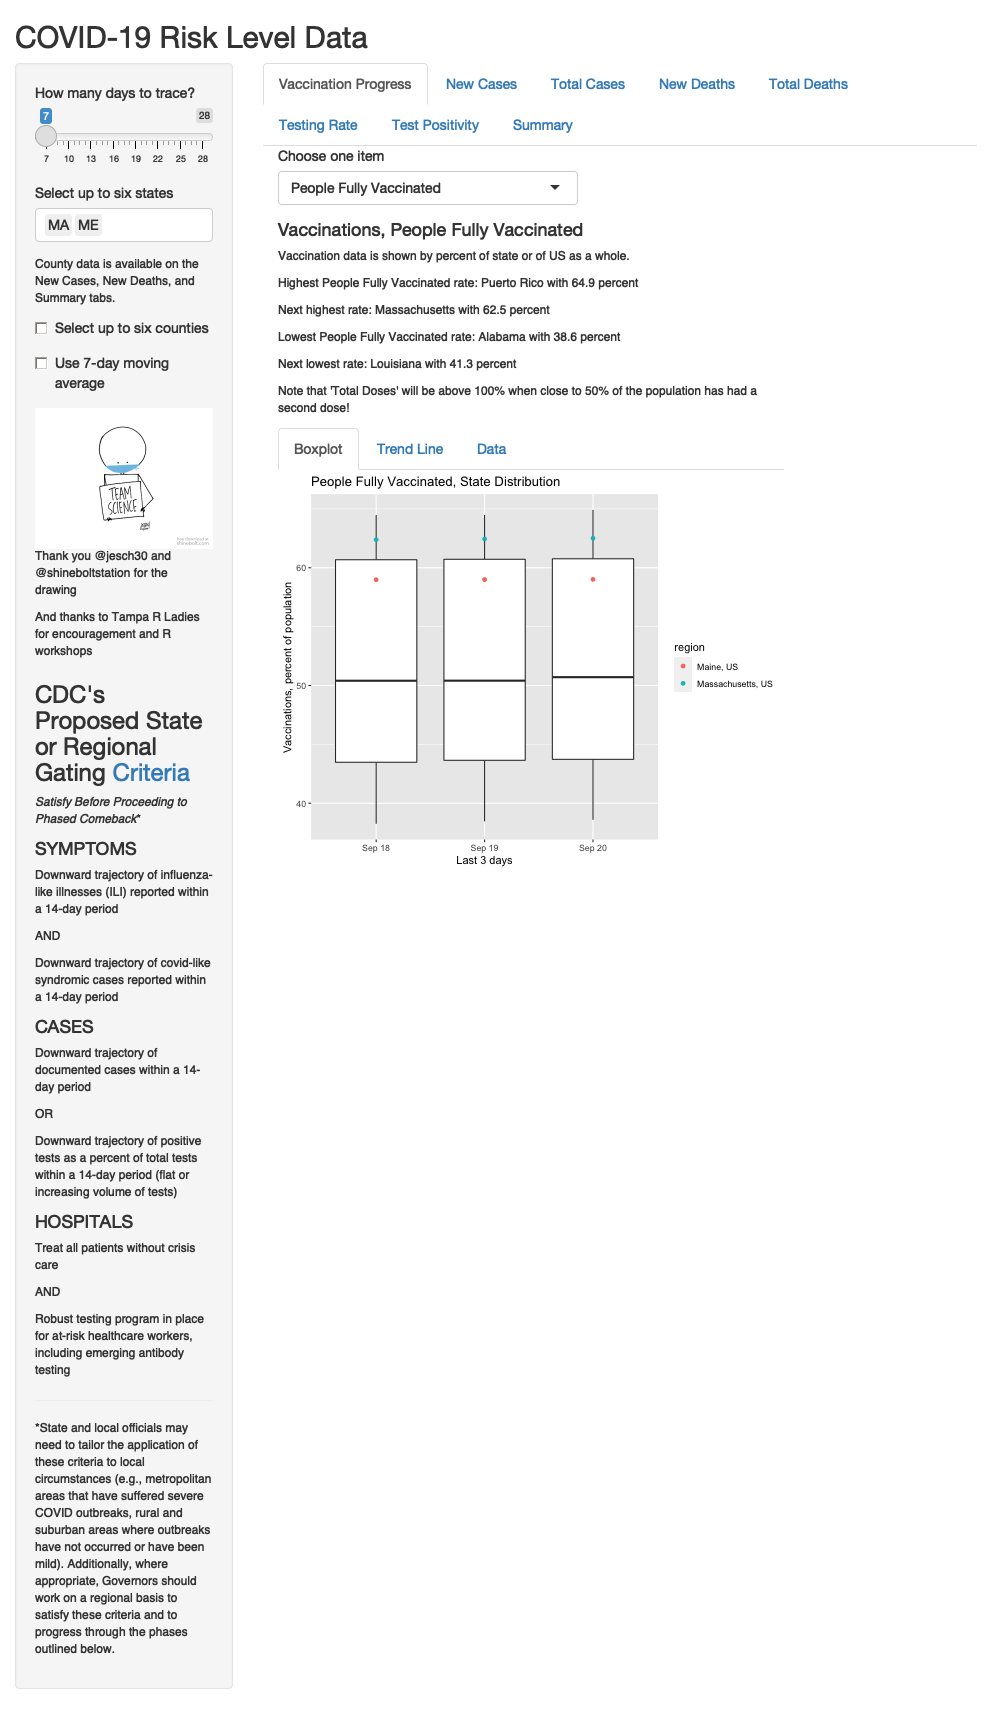 COVID-19 Risk Level Data
How many days to trace?
7
28
7 10 13 16 19 22 25 28
Select up to six states
MA ME
County data is available on the
New Cases, New Deaths, and
Summary tabs.
Select up to six counties
Use 7-day moving
average
TEAM
SCIENCE
Thank you @jesch30 and
@shineboltstation for the
drawing
And thanks to Tampa R Ladies
for encouragement and R
workshops
CDC's
Proposed State
or Regional
Gating Criteria
Satisfy Before Proceeding to
Phased Comeback*
SYMPTOMS
Downward trajectory of influenza-
like illnesses (ILI) reported within
a 14-day period
AND
Downward trajectory of covid-like
syndromic cases reported within
a 14-day period
CASES
Downward trajectory of
documented cases within a 14-
day period
OR
Downward trajectory of positive
tests as a percent of total tests
within a 14-day period (flat or
increasing volume of tests)
HOSPITALS
Treat all patients without crisis
care
AND
Robust testing program in place
for at-risk healthcare workers,
including emerging antibody
testing
*State and local officials may
need to tailor the application of
these criteria to local
circumstances (e.g., metropolitan
areas that have suffered severe
COVID outbreaks, rural and
suburban areas where outbreaks
have not occurred or have been
mild). Additionally, where
appropriate, Governors should
work on a regional basis to
satisfy these criteria and to
progress through the phases
outlined below.
Vaccination Progress New Cases Total Cases New Deaths Total Deaths
Testing Rate Test Positivity Summary
Choose one item
People Fully Vaccinated
Vaccinations, People Fully Vaccinated
Vaccination data is shown by percent of state or of US as a whole.
Highest People Fully Vaccinated rate: Puerto Rico with 64.9 percent
Next highest rate: Massachusetts with 62.5 percent
Lowest People Fully Vaccinated rate: Alabama with 38.6 percent
Next lowest rate: Louisiana with 41.3 percent
Note that 'Total Doses' will be above 100% when close to 50% of the population has had a
second dose!
Boxplot Trend Line Data
People Fully Vaccinated, State Distribution
Vaccinations, percent of population
60
50
40
Sep 18 Sep 19 Sep 20
Last 3 days
region
Maine, US
Massachusetts, US